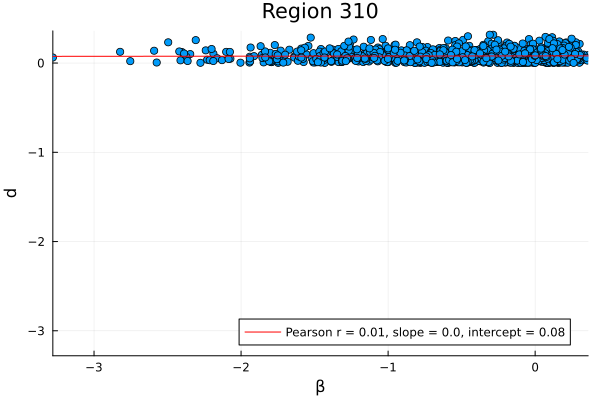 Region 310
d
0
−1
−2
−3
Pearson r = 0.01, slope = 0.0, intercept = 0.08
−3 −2 −1 0
β